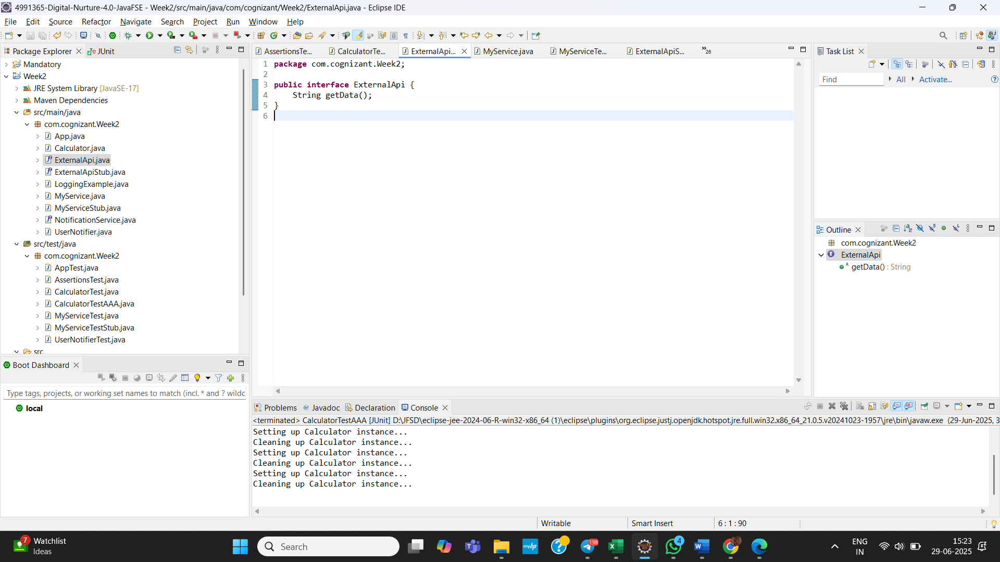 4991365-Digital-Nurture-4.0-JavaFSE - Week2/src/main/java/com/cognizant/Week2/ExternalApi.java - Eclipse IDE
File Edit Source Refactor Navigate Search Project Run Window Help
Package Explorer
JUnit
Mandatory
Week2
JRE System Library [JavaSE-17]
Maven Dependencies
src/main/java
com.cognizant.Week2
App.java
Calculator.java
ExternalApi.java
ExternalApiStub.java
LoggingExample.java
MyService.java
MyServiceStub.java
NotificationService.java
UserNotifier.java
src/test/java
com.cognizant.Week2
AppTest.java
AssertionsTest.java
CalculatorTest.java
CalculatorTestAAA.java
MyServiceTest.java
MyServiceTestStub.java
UserNotifierTest.java
src
Boot Dashboard
Type tags, projects, or working set names to match (incl. * and ? wildc
local
AssertionsTe... CalculatorTe... ExternalApi... MyService.java MyServiceTe... ExternalApiS... »26
1 package com.cognizant.Week2;
2
3 public interface ExternalApi {
4 String getData();
5 }
6
Task List
Find All Activate...
Outline
com.cognizant.Week2
ExternalApi
getData() : String
Problems Javadoc Declaration Console
<terminated> CalculatorTestAAA [JUnit] D:\JFSD\eclipse-jee-2024-06-R-win32-x86_64 (1)\eclipse\plugins\org.eclipse.justj.openjdk.hotspot.jre.full.win32.x86_64_21.0.5.v20241023-1957\jre\bin\javaw.exe (29-Jun-2025, 3
Setting up Calculator instance...
Cleaning up Calculator instance...
Setting up Calculator instance...
Cleaning up Calculator instance...
Setting up Calculator instance...
Cleaning up Calculator instance...
Writable Smart Insert 6 : 1 : 90
7
Watchlist
Ideas
Search
myhp
198
4
ENG
IN
15:23
29-06-2025